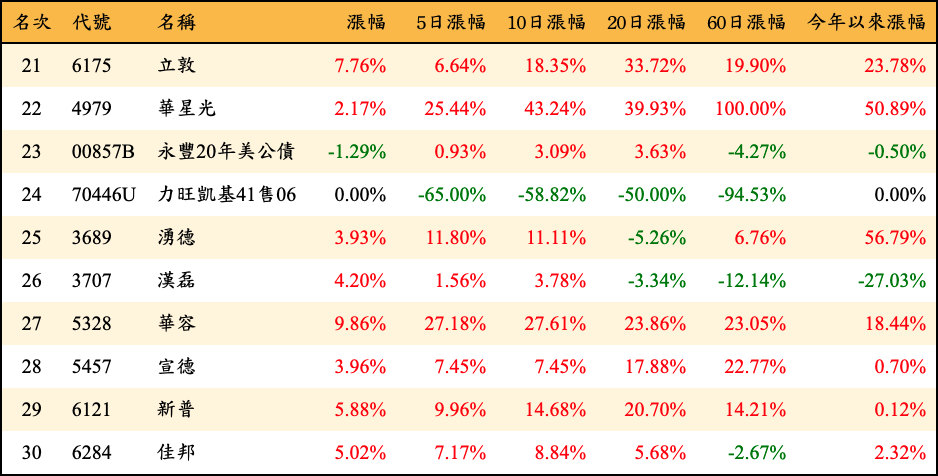 名次 代號 名稱 漲幅 5日漲幅 10日漲幅 20日漲幅 60日漲幅 今年以來漲幅
21 6175 立敦 7.76% 6.64% 18.35% 33.72% 19.90% 23.78%
22 4979 華星光 2.17% 25.44% 43.24% 39.93% 100.00% 50.89%
23 00857B 永豐20年美公債 -1.29% 0.93% 3.09% 3.63% -4.27% -0.50%
24 70446U 力旺凱基41售06 0.00% -65.00% -58.82% -50.00% -94.53% 0.00%
25 3689 湧德 3.93% 11.80% 11.11% -5.26% 6.76% 56.79%
26 3707 漢磊 4.20% 1.56% 3.78% -3.34% -12.14% -27.03%
27 5328 華容 9.86% 27.18% 27.61% 23.86% 23.05% 18.44%
28 5457 宣德 3.96% 7.45% 7.45% 17.88% 22.77% 0.70%
29 6121 新普 5.88% 9.96% 14.68% 20.70% 14.21% 0.12%
30 6284 佳邦 5.02% 7.17% 8.84% 5.68% -2.67% 2.32%